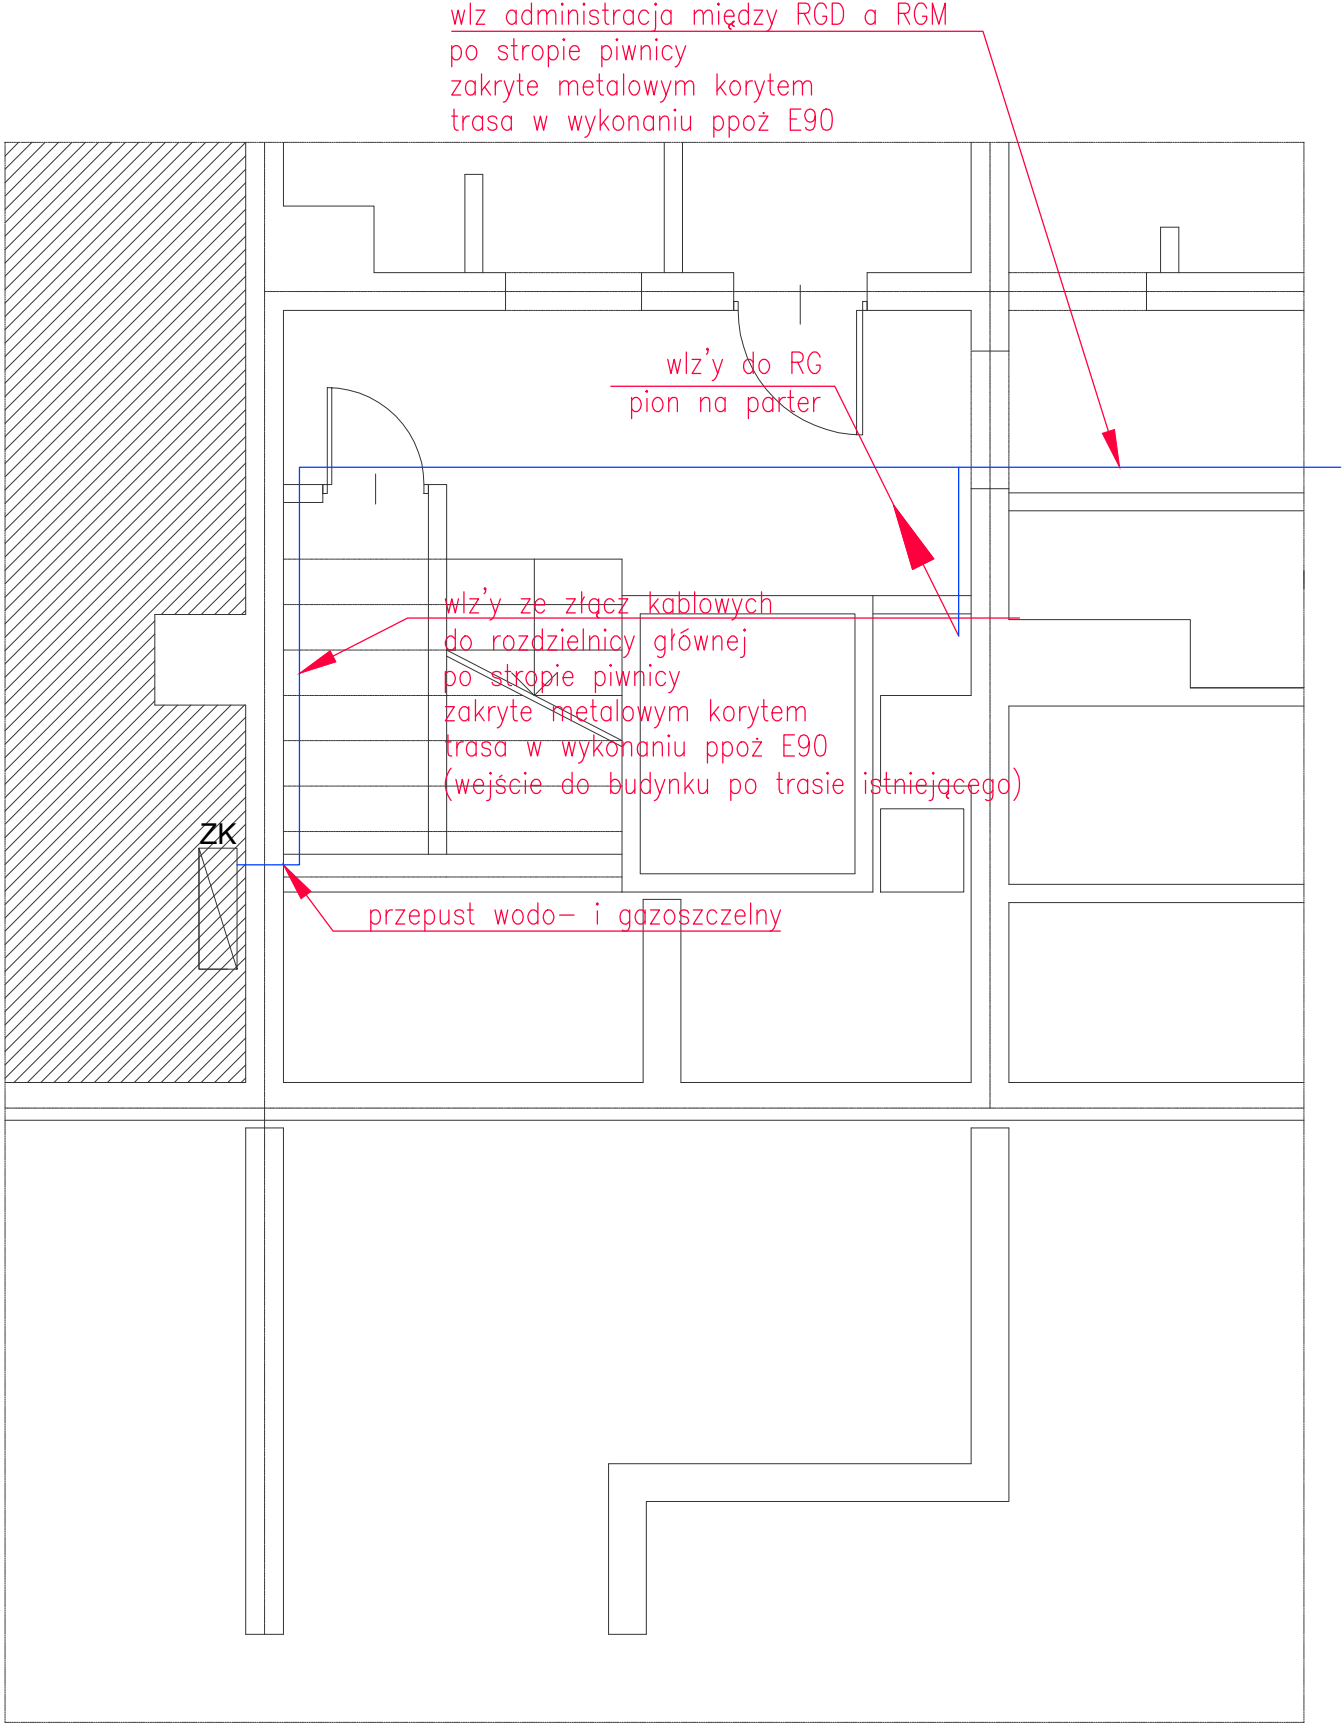 wlz administracja między RGD a RGM
po stropie piwnicy
zakryte metalowym korytem
trasa w wykonaniu ppoż E90
wlz'y do RG
pion na parter
wlz'y ze złącz kablowych
do rozdzielnicy głównej
po stropie piwnicy
zakryte metalowym korytem
trasa w wykonaniu ppoż E90
(wejście do budynku po trasie istniejącego)
ZK
przepust wodo- i gazoszczelny